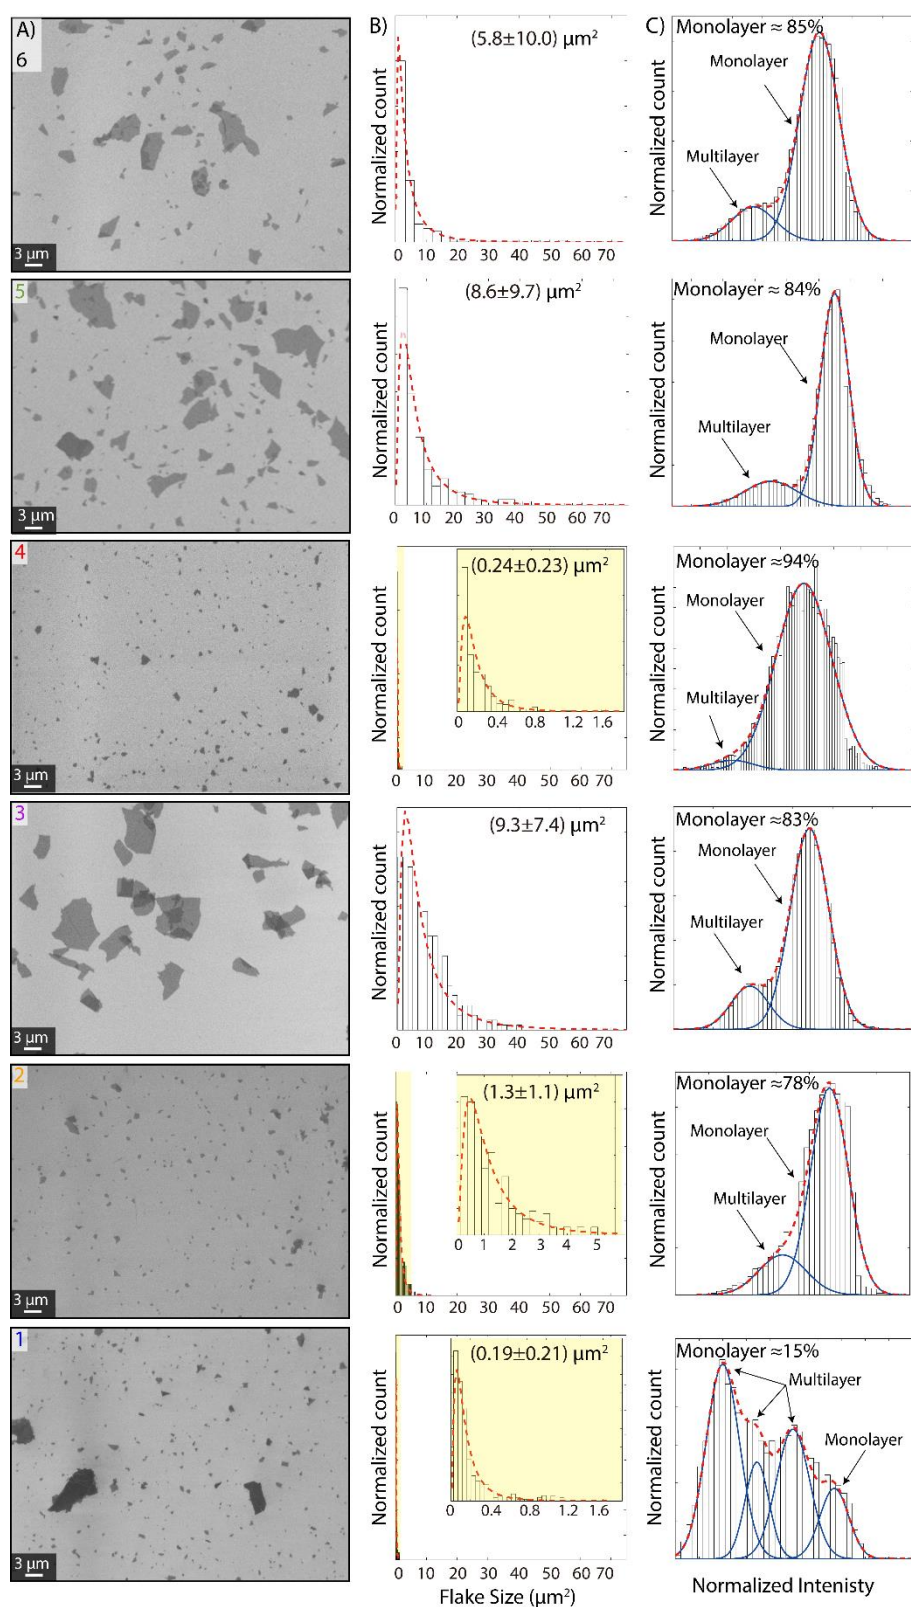 A)
6
3 µm
B)
(5.8±10.0) µm²
Normalized count
0 10 20 30 40 50 60 70
C)
Monolayer ≈ 85%
Monolayer
Multilayer
Normalized count
5
3 µm
(8.6±9.7) µm²
Normalized count
0 10 20 30 40 50 60 70
Monolayer ≈ 84%
Monolayer
Multilayer
Normalized count
4
3 µm
(0.24±0.23) µm²
Normalized count
0 0.4 0.8 1.2 1.6
0 10 20 30 40 50 60 70
Monolayer ≈94%
Monolayer
Multilayer
Normalized count
3
3 µm
(9.3±7.4) µm²
Normalized count
0 10 20 30 40 50 60 70
Monolayer ≈83%
Monolayer
Multilayer
Normalized count
2
3 µm
(1.3±1.1) µm²
Normalized count
0 1 2 3 4 5
0 10 20 30 40 50 60 70
Monolayer ≈78%
Monolayer
Multilayer
Normalized count
1
3 µm
(0.19±0.21) µm²
Normalized count
0 0.4 0.8 1.2 1.6
0 10 20 30 40 50 60 70
Flake Size (µm²)
Monolayer ≈15%
Multilayer
Monolayer
Normalized count
Normalized Intenisty